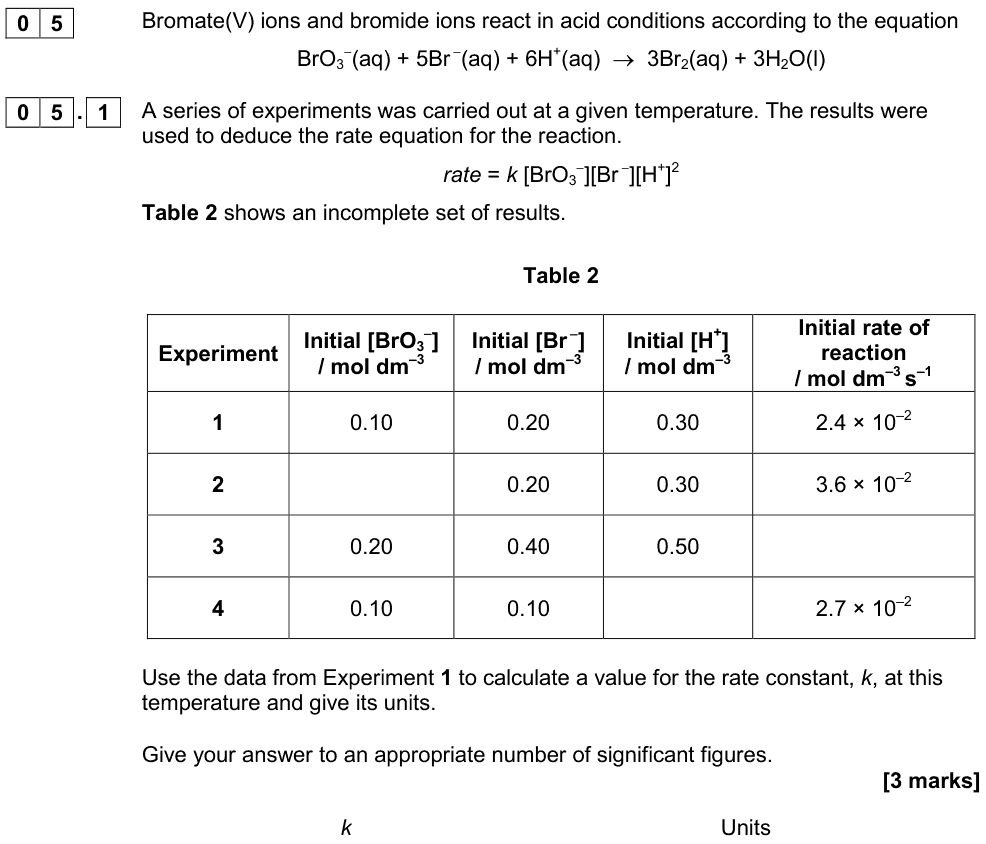 0 5 Bromate(V) ions and bromide ions react in acid conditions according to the equation
BrO₃⁻(aq) + 5Br⁻(aq) + 6H⁺(aq) → 3Br₂(aq) + 3H₂O(l)
0 5 . 1 A series of experiments was carried out at a given temperature. The results were
used to deduce the rate equation for the reaction.
rate = k [BrO₃⁻][Br⁻][H⁺]²
Table 2 shows an incomplete set of results.
Table 2
Experiment | Initial [BrO₃⁻] / mol dm⁻³ | Initial [Br⁻] / mol dm⁻³ | Initial [H⁺] / mol dm⁻³ | Initial rate of reaction / mol dm⁻³ s⁻¹
1 | 0.10 | 0.20 | 0.30 | 2.4 × 10⁻²
2 | | 0.20 | 0.30 | 3.6 × 10⁻²
3 | 0.20 | 0.40 | 0.50 |
4 | 0.10 | 0.10 | | 2.7 × 10⁻²
Use the data from Experiment 1 to calculate a value for the rate constant, k, at this
temperature and give its units.
Give your answer to an appropriate number of significant figures.
[3 marks]
k Units